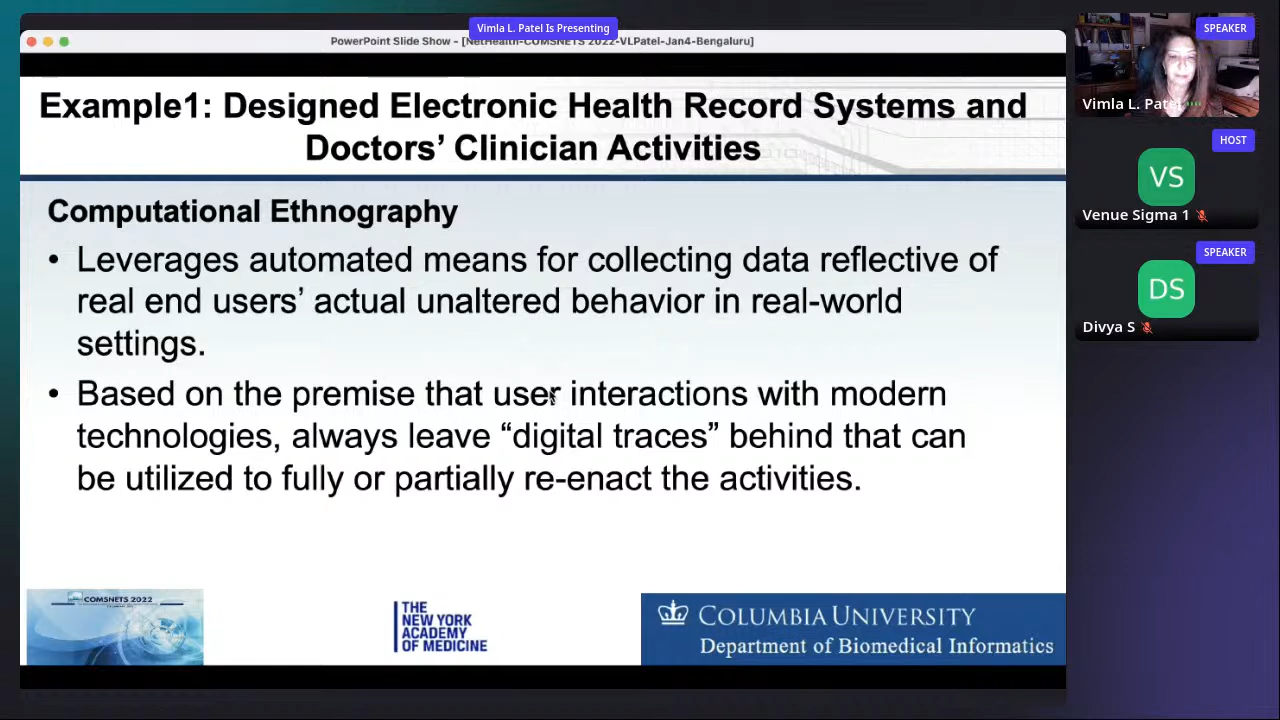 Vimla L. Patel Is Presenting
PowerPoint Slide Show - [NetHealth-COMSNETS 2022-VLPatel-Jan4-Bengaluru]
Example1: Designed Electronic Health Record Systems and
Doctors’ Clinician Activities
Computational Ethnography
• Leverages automated means for collecting data reflective of
real end users’ actual unaltered behavior in real-world
settings.
• Based on the premise that user interactions with modern
technologies, always leave “digital traces” behind that can
be utilized to fully or partially re-enact the activities.
COMSNETS 2022
THE
NEW YORK
ACADEMY
OF MEDICINE
COLUMBIA UNIVERSITY
Department of Biomedical Informatics
SPEAKER
Vimla L. Patel
HOST
VS
Venue Sigma 1
SPEAKER
DS
Divya S